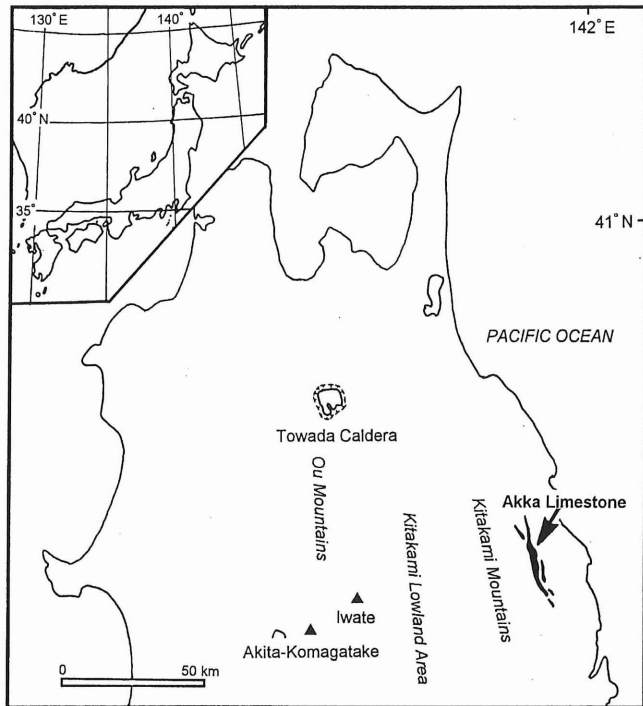 130°E
140°
142°E
40°N
35°
41°N
PACIFIC OCEAN
Towada Caldera
Ou Mountains
Kitakami Lowland Area
Kitakami Mountains
Akka Limestone
Iwate
Akita-Komagatake
0 50 km